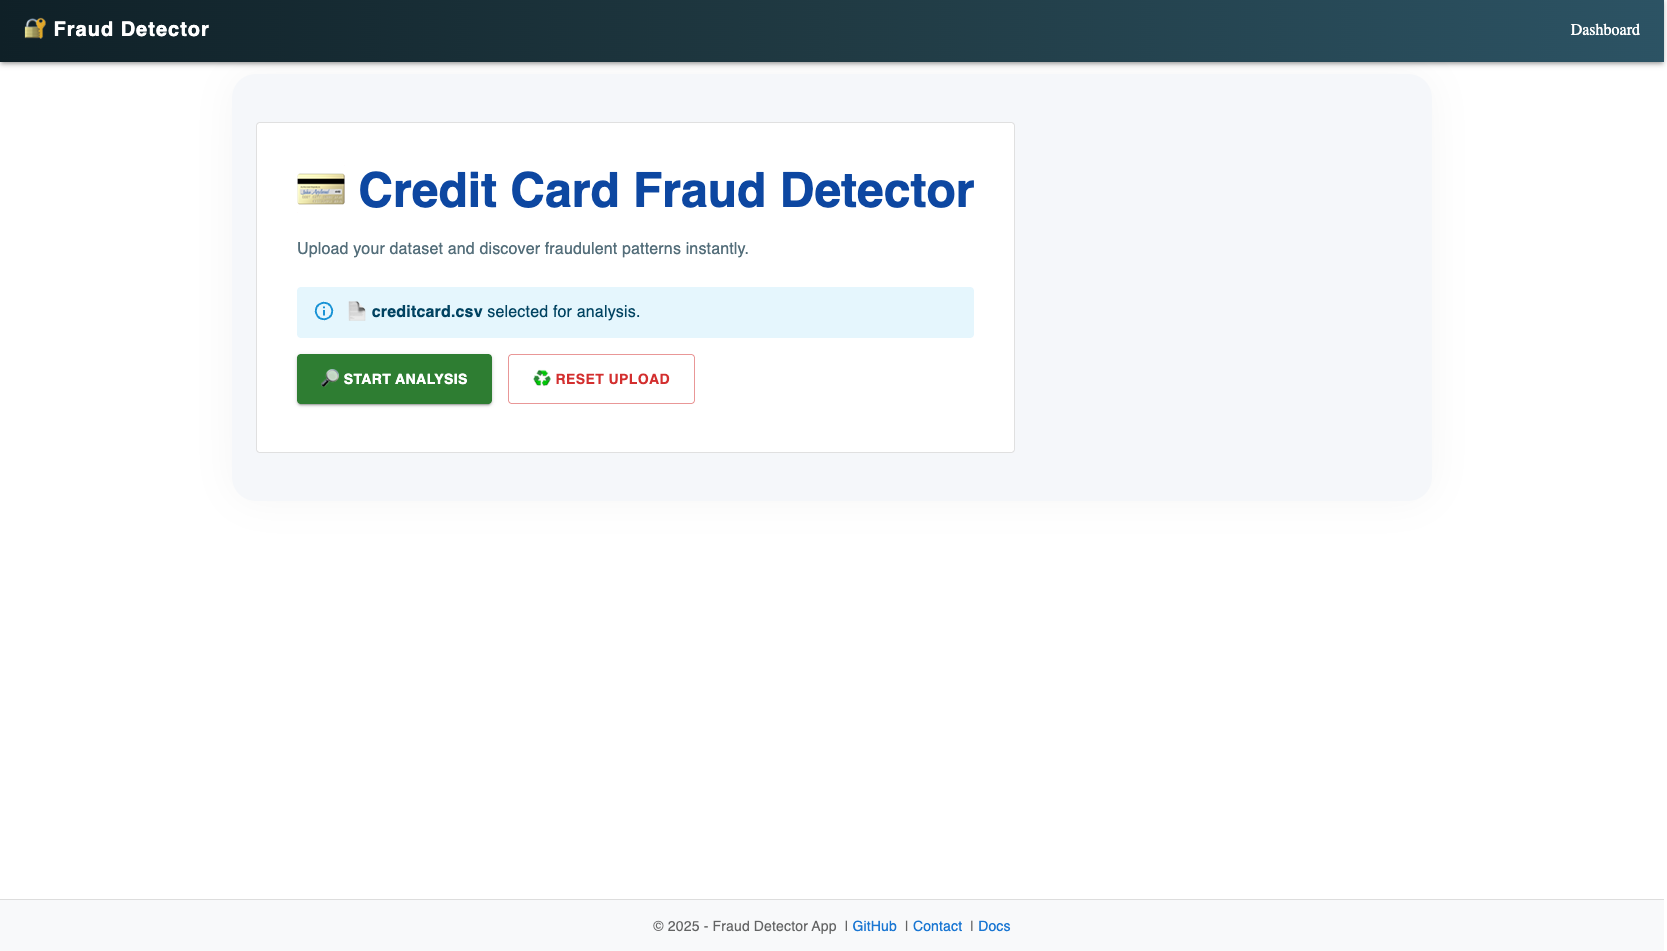 Fraud Detector
Dashboard
Credit Card Fraud Detector
Upload your dataset and discover fraudulent patterns instantly.
creditcard.csv selected for analysis.
START ANALYSIS
RESET UPLOAD
© 2025 - Fraud Detector App | GitHub | Contact | Docs